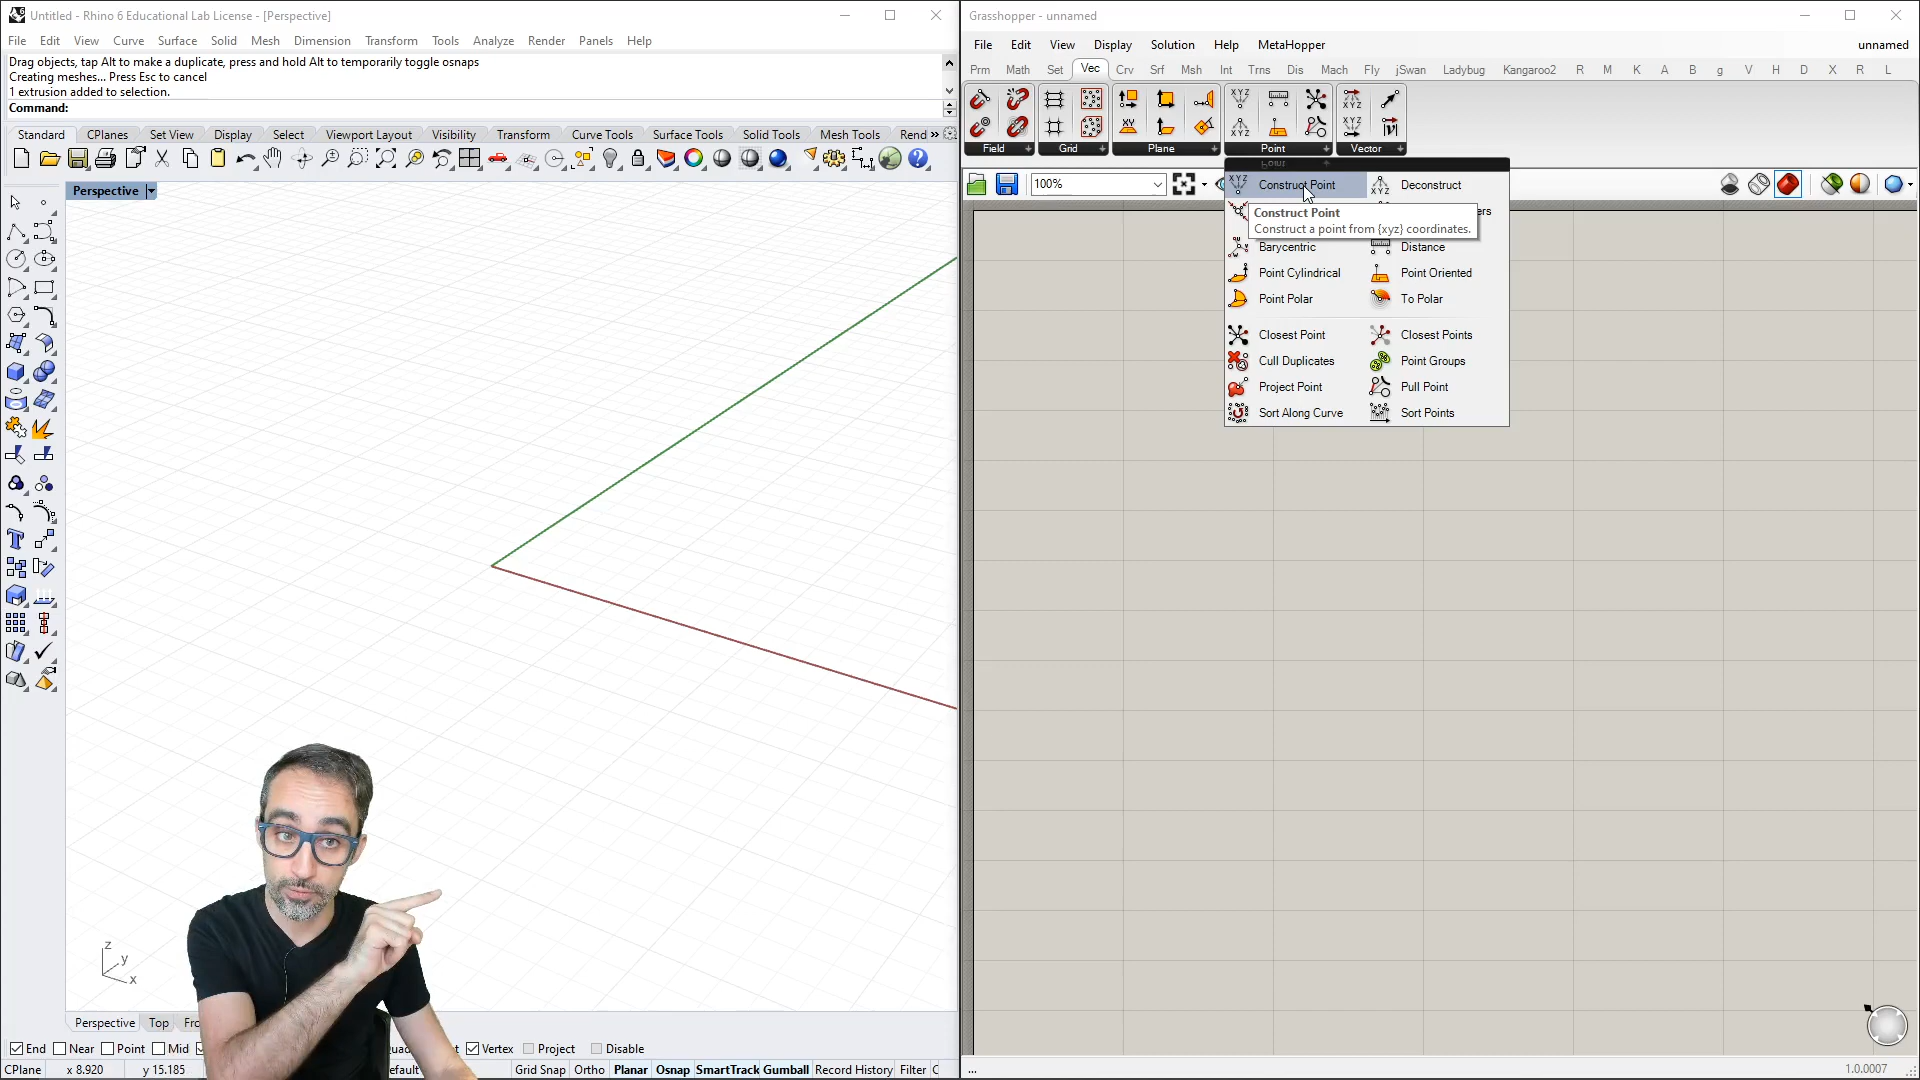 Untitled - Rhino 6 Educational Lab License - [Perspective]
File Edit View Curve Surface Solid Mesh Dimension Transform Tools Analyze Render Panels Help
Drag objects, tap Alt to make a duplicate, press and hold Alt to temporarily toggle osnaps
Creating meshes... Press Esc to cancel
1 extrusion added to selection.
Command:
Standard CPlanes Set View Display Select Viewport Layout Visibility Transform Curve Tools Surface Tools Solid Tools Mesh Tools Rend »
Perspective
z
y
x
Perspective Top Fro
End Near Point Mid Vertex Project Disable
CPlane x 8.920 y 15.185 efault Grid Snap Ortho Planar Osnap SmartTrack Gumball Record History Filter C
Grasshopper - unnamed
File Edit View Display Solution Help MetaHopper unnamed
Prm Math Set Vec Crv Srf Msh Int Trns Dis Mach Fly jSwan Ladybug Kangaroo2 R M K A B g V H D X R L
Field Grid Plane Point Vector
100%
Construct Point Deconstruct
Construct Point
ers
Construct a point from {xyz} coordinates.
Barycentric Distance
Point Cylindrical Point Oriented
Point Polar To Polar
Closest Point Closest Points
Cull Duplicates Point Groups
Project Point Pull Point
Sort Along Curve Sort Points
... 1.0.0007